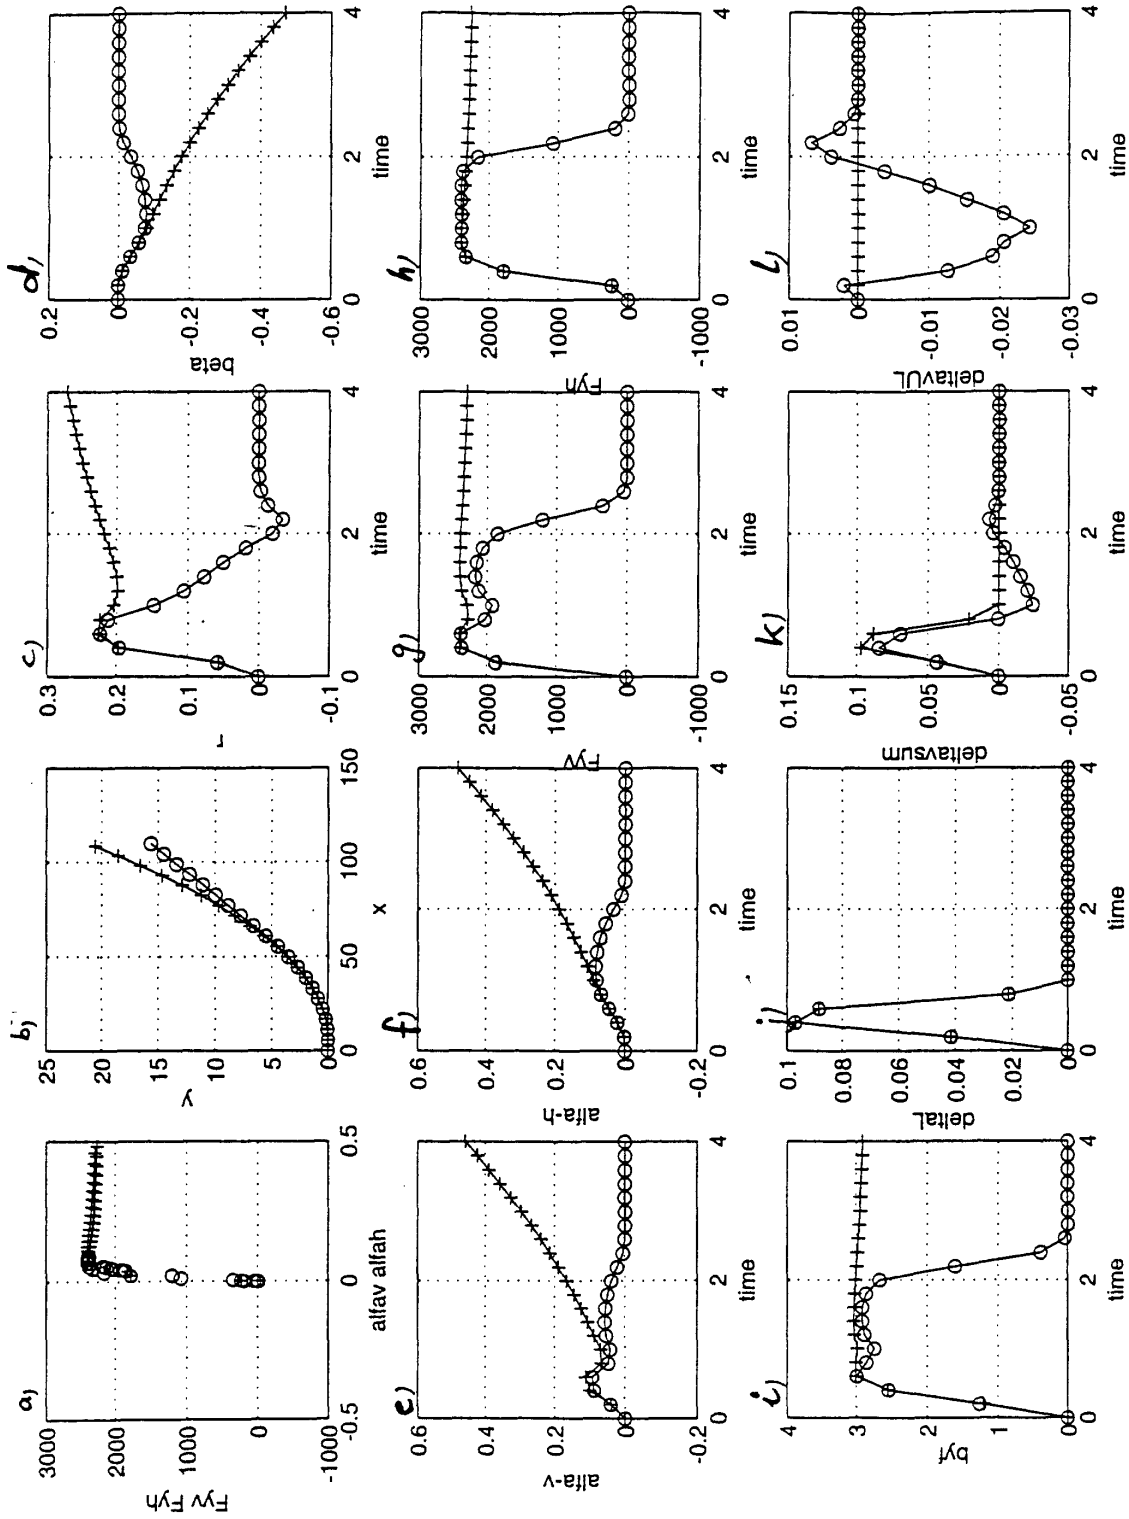 a)
3000
2000
1000
0
-1000
Fyv Fyh
-0.5
0
0.5
alfav alfah
b)
25
20
15
10
5
0
y
0
50
100
150
x
c)
0.3
0.2
0.1
0
-0.1
r
0
2
4
time
d)
0.2
0
-0.2
-0.4
-0.6
beta
0
2
4
time
e)
0.6
0.4
0.2
0
-0.2
alfa-v
0
2
4
time
f)
0.6
0.4
0.2
0
-0.2
alfa-h
0
2
4
time
g)
3000
2000
1000
0
-1000
Fyv
0
2
4
time
h)
3000
2000
1000
0
-1000
Fyh
0
2
4
time
i)
4
3
2
1
0
byf
0
2
4
time
j)
0.1
0.08
0.06
0.04
0.02
0
deltaL
0
2
4
time
k)
0.15
0.1
0.05
0
-0.05
deltavsum
0
2
4
time
l)
0.01
0
-0.01
-0.02
-0.03
deltavUL
0
2
4
time